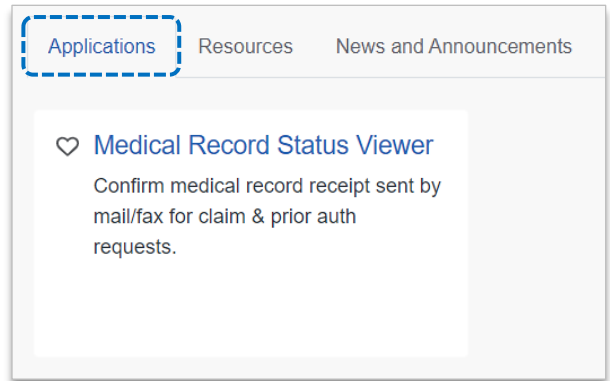 Applications Resources News and Announcements
Medical Record Status Viewer
Confirm medical record receipt sent by
mail/fax for claim & prior auth
requests.